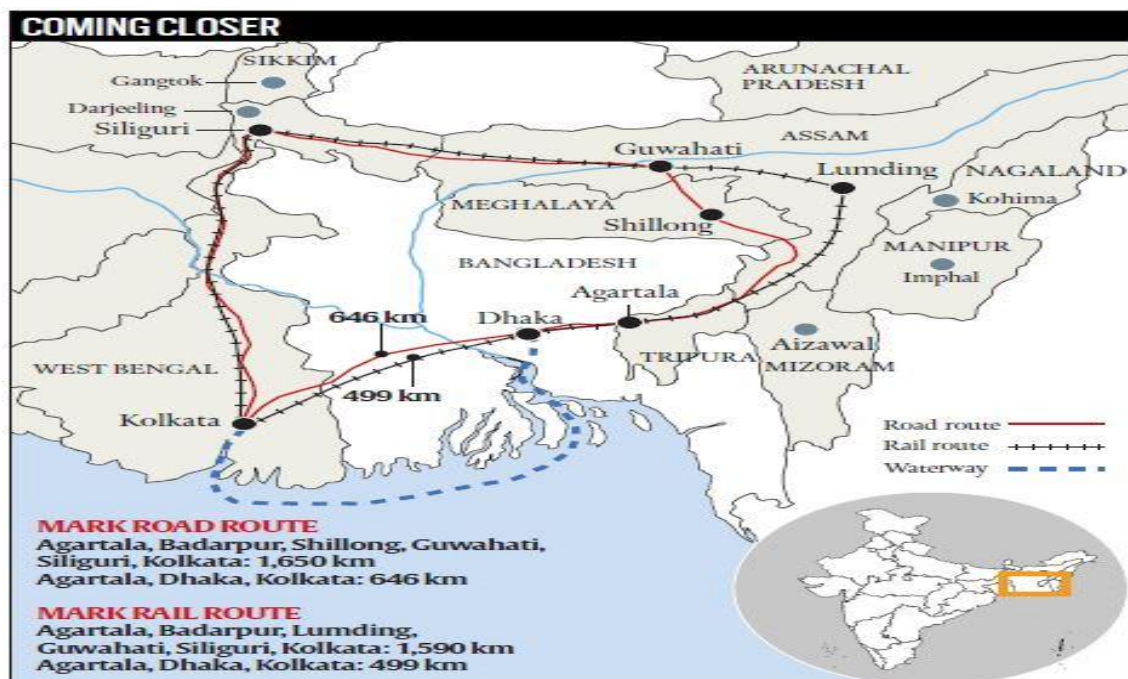 COMING CLOSER
SIKKIM
Gangtok
ARUNACHAL
PRADESH
Darjeeling
Siliguri
ASSAM
Guwahati
Lumding
NAGALAND
MEGHALAYA
Shillong
Kohima
MANIPUR
Imphal
BANGLADESH
Agartala
Dhaka
646 km
TRIPURA
Aizawal
MIZORAM
WEST BENGAL
499 km
Kolkata
Road route
Rail route
Waterway
MARK ROAD ROUTE
Agartala, Badarpur, Shillong, Guwahati,
Siliguri, Kolkata: 1,650 km
Agartala, Dhaka, Kolkata: 646 km
MARK RAIL ROUTE
Agartala, Badarpur, Lumding,
Guwahati, Siliguri, Kolkata: 1,590 km
Agartala, Dhaka, Kolkata: 499 km